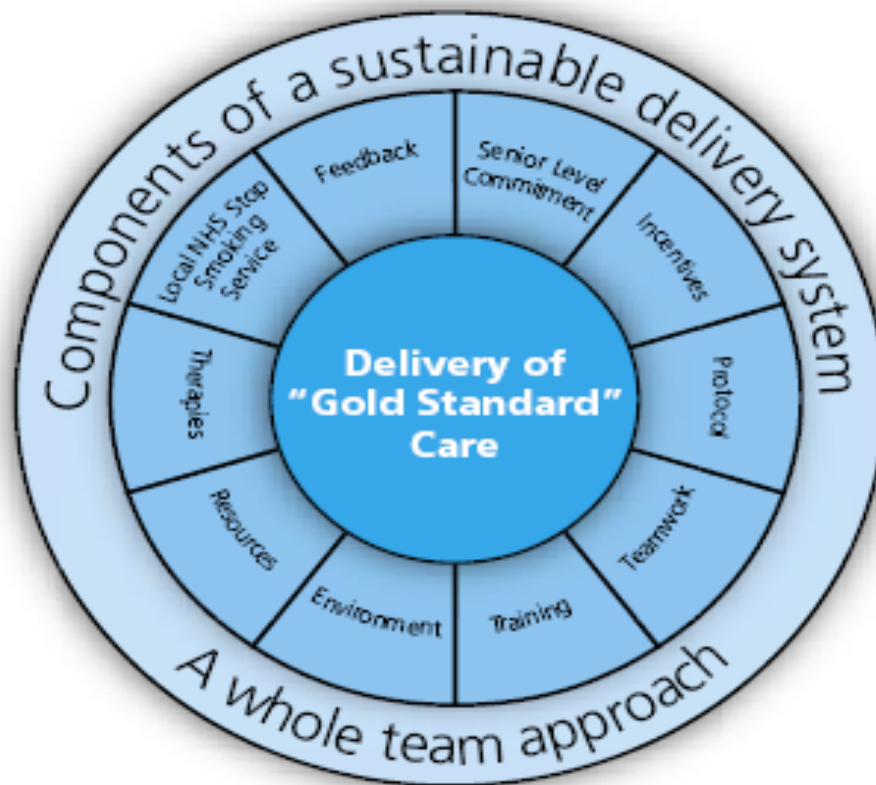 Components of a sustainable delivery system
Senior Level
Commitment
Incentives
Protocol
Teamwork
Training
Environment
Resources
Therapies
Local NHS Stop
Smoking
Service
Feedback
Delivery of
“Gold Standard”
Care
A whole team approach